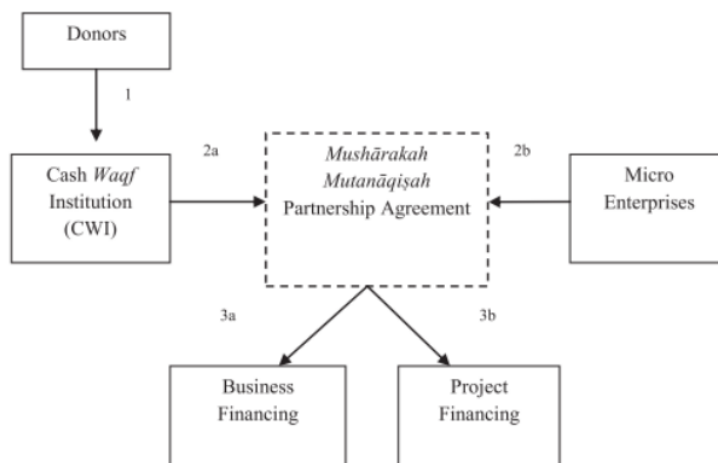 Donors
1
Cash Waqf
Institution
(CWI)
2a
Mushārakah
Mutanāqiṣah
Partnership Agreement
2b
Micro
Enterprises
3a
3b
Business
Financing
Project
Financing